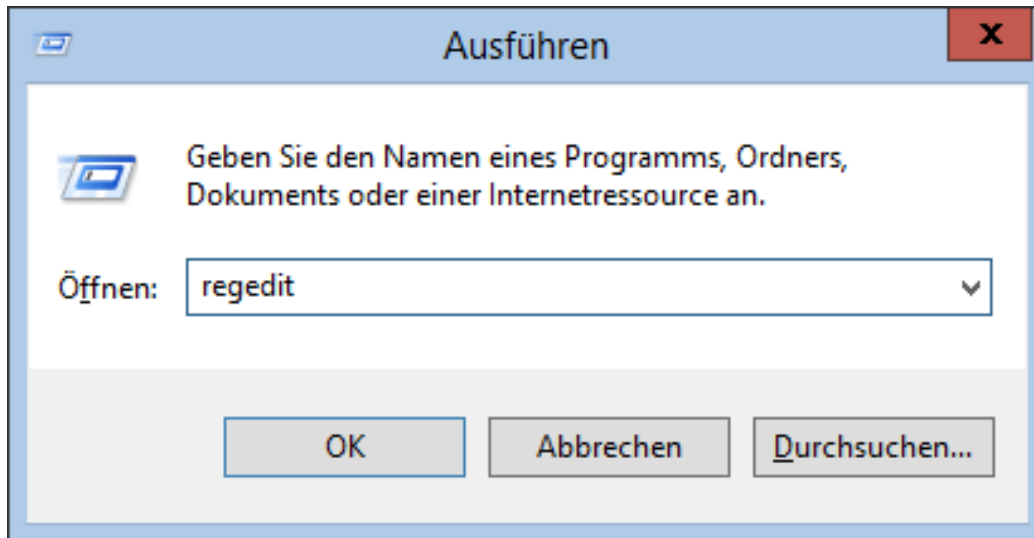 Ausführen
x
Geben Sie den Namen eines Programms, Ordners,
Dokuments oder einer Internetressource an.
Öffnen: regedit
OK Abbrechen Durchsuchen...